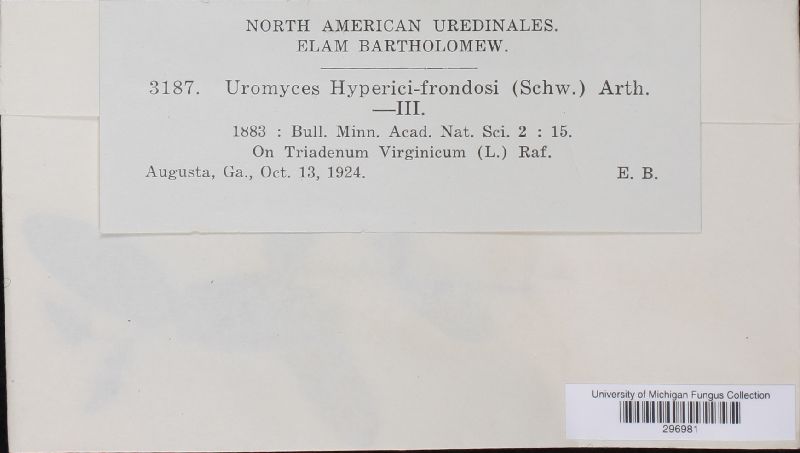 NORTH AMERICAN UREDINALES.
ELAM BARTHOLOMEW.
3187. Uromyces Hyperici-frondosi (Schw.) Arth.
—III.
1883 : Bull. Minn. Acad. Nat. Sci. 2 : 15.
On Triadenum Virginicum (L.) Raf.
Augusta, Ga., Oct. 13, 1924. E. B.
University of Michigan Fungus Collection
296981